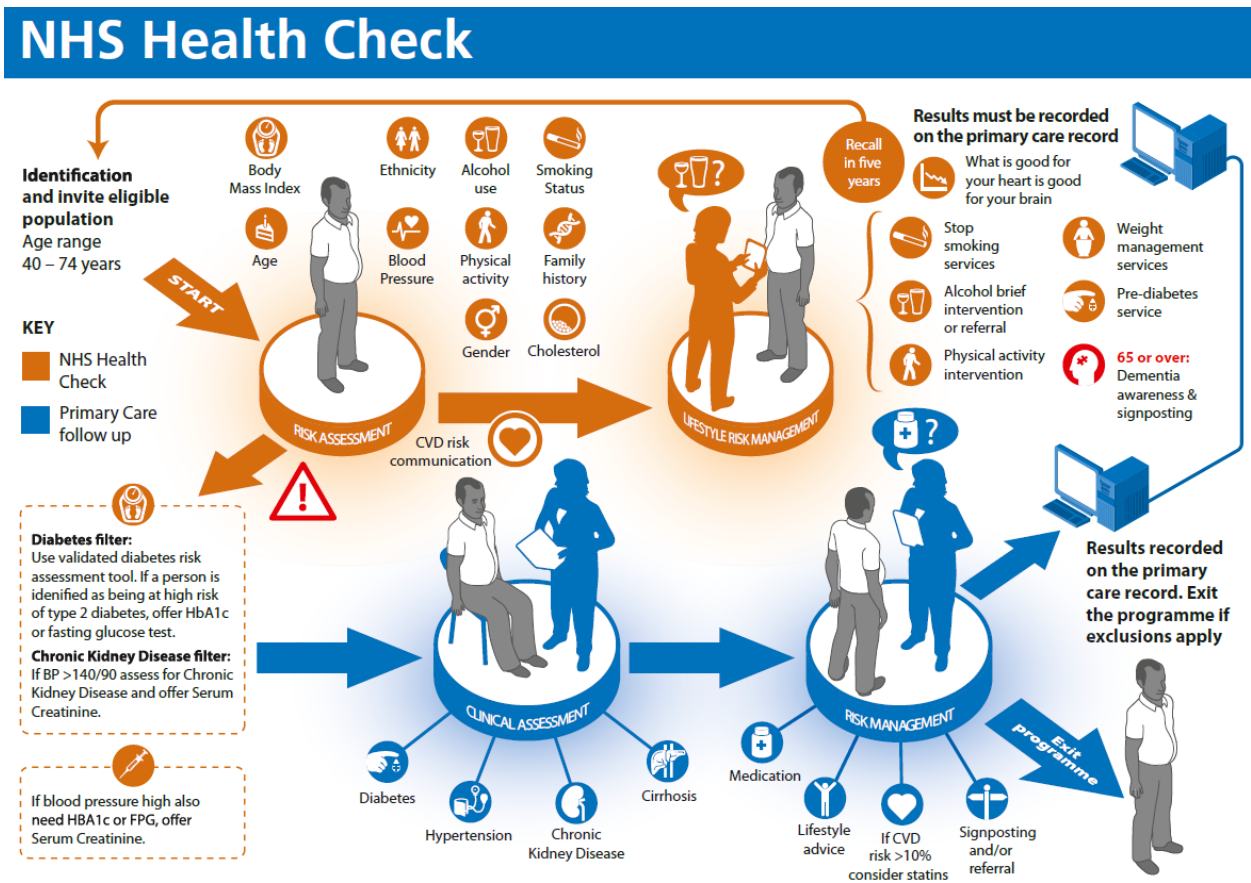 NHS Health Check
Identification
and invite eligible
population
Age range
40 – 74 years
START
KEY
NHS Health
Check
Primary Care
follow up
Body
Mass Index
Ethnicity
Alcohol
use
Smoking
Status
Age
Blood
Pressure
Physical
activity
Family
history
Gender
Cholesterol
RISK ASSESSMENT
CVD risk
communication
?
LIFESTYLE RISK MANAGEMENT
Recall
in five
years
Results must be recorded
on the primary care record
What is good for
your heart is good
for your brain
Stop
smoking
services
Weight
management
services
Alcohol brief
intervention
or referral
Pre-diabetes
service
Physical activity
intervention
65 or over:
Dementia
awareness &
signposting
!
Diabetes filter:
Use validated diabetes risk
assessment tool. If a person is
idenified as being at high risk
of type 2 diabetes, offer HbA1c
or fasting glucose test.
Chronic Kidney Disease filter:
If BP >140/90 assess for Chronic
Kidney Disease and offer Serum
Creatinine.
If blood pressure high also
need HBA1c or FPG, offer
Serum Creatinine.
CLINICAL ASSESSMENT
Diabetes
Hypertension
Chronic
Kidney Disease
Cirrhosis
?
RISK MANAGEMENT
Medication
Lifestyle
advice
If CVD
risk >10%
consider statins
Signposting
and/or
referral
Results recorded
on the primary
care record. Exit
the programme if
exclusions apply
Exit
programme